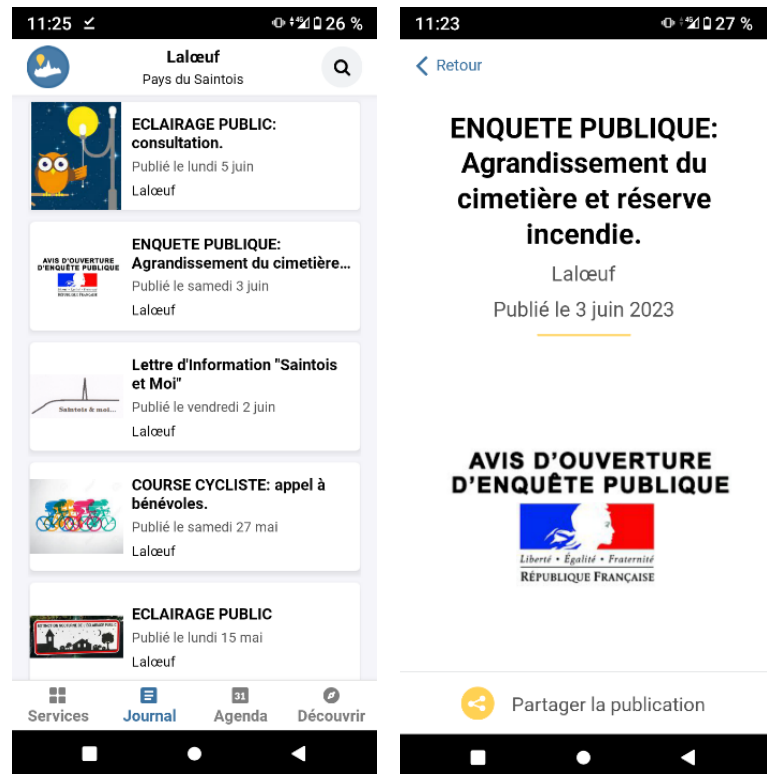 11:25
4G 26 %
Lalœuf
Pays du Saintois
ECLAIRAGE PUBLIC:
consultation.
Publié le lundi 5 juin
Lalœuf
AVIS D'OUVERTURE
D'ENQUÊTE PUBLIQUE
ENQUETE PUBLIQUE:
Agrandissement du cimetière...
Publié le samedi 3 juin
Lalœuf
Saintois & moi...
Lettre d'Information "Saintois
et Moi"
Publié le vendredi 2 juin
Lalœuf
COURSE CYCLISTE: appel à
bénévoles.
Publié le samedi 27 mai
Lalœuf
ECLAIRAGE PUBLIC
Publié le lundi 15 mai
Lalœuf
Services
Journal
31
Agenda
Découvrir
11:23
4G 27 %
Retour
ENQUETE PUBLIQUE:
Agrandissement du
cimetière et réserve
incendie.
Lalœuf
Publié le 3 juin 2023
AVIS D'OUVERTURE
D'ENQUÊTE PUBLIQUE
Liberté • Égalité • Fraternité
RÉPUBLIQUE FRANÇAISE
Partager la publication